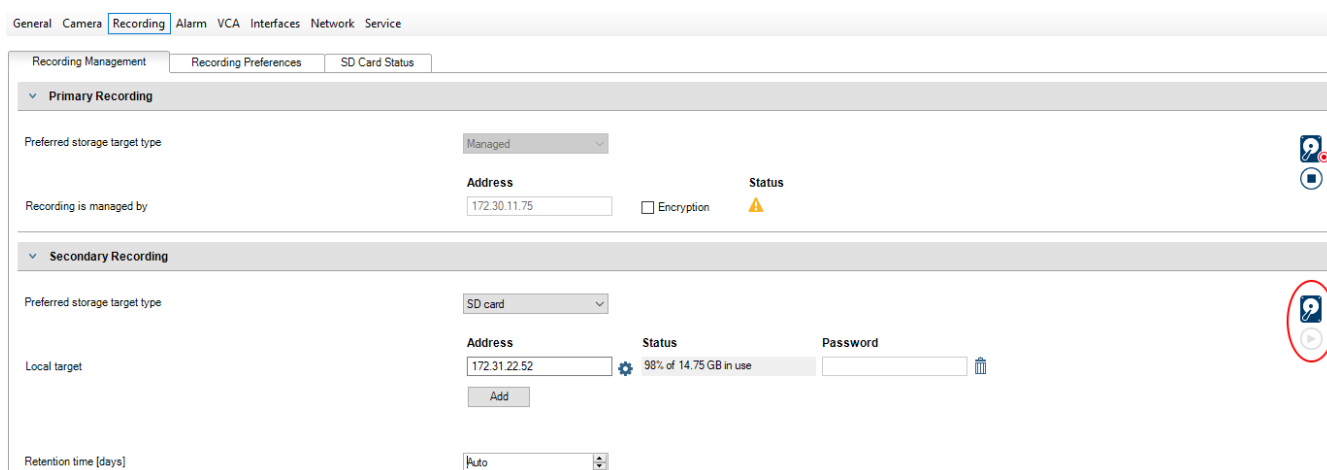 General Camera Recording Alarm VCA Interfaces Network Service
Recording Management Recording Preferences SD Card Status
Primary Recording
Preferred storage target type Managed
Address Status
Recording is managed by 172.30.11.75 Encryption
Secondary Recording
Preferred storage target type SD card
Address Status Password
Local target 172.31.22.52 98% of 14.75 GB in use
Add
Retention time [days] Auto